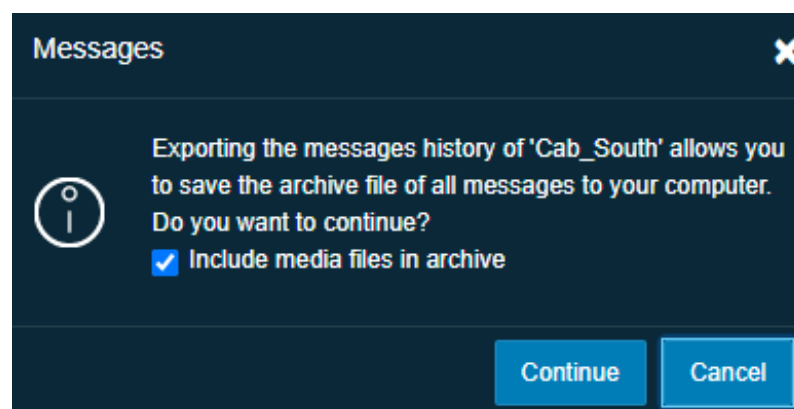 Messages
Exporting the messages history of 'Cab_South' allows you
to save the archive file of all messages to your computer.
Do you want to continue?
Include media files in archive
Continue
Cancel